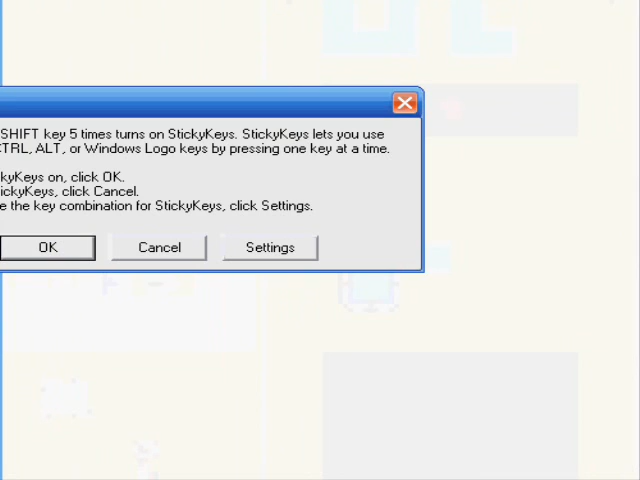 SHIFT key 5 times turns on StickyKeys. StickyKeys lets you use
CTRL, ALT, or Windows Logo keys by pressing one key at a time.
kyKeys on, click OK.
ickyKeys, click Cancel.
e the key combination for StickyKeys, click Settings.
OK
Cancel
Settings